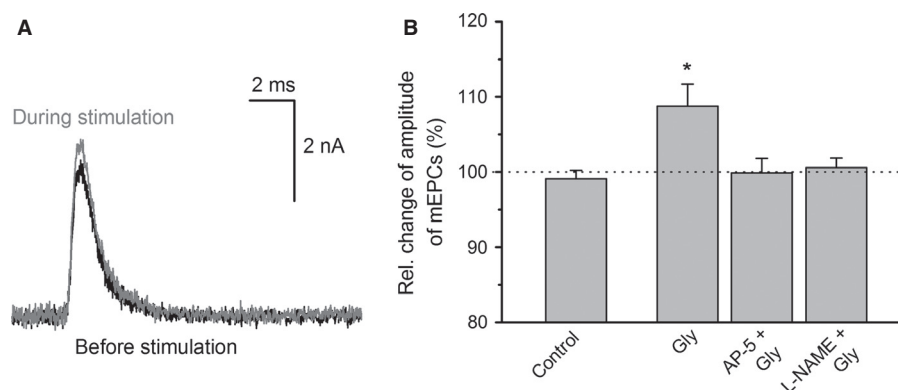 A
2 ms
During stimulation
2 nA
Before stimulation
B
Rel. change of amplitude
of mEPCs (%)
120
110
100
90
80
*
Control
Gly
AP-5 +
Gly
L-NAME +
Gly